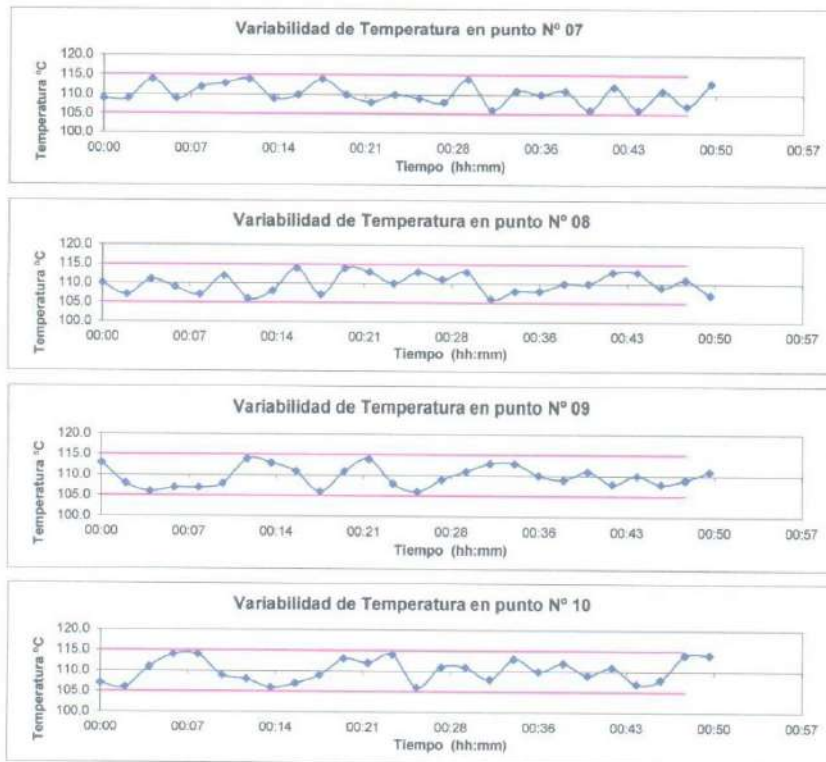 Variabilidad de Temperatura en punto Nº 07
Temperatura ºC
120.0
115.0
110.0
105.0
100.0
00:00 00:07 00:14 00:21 00:28 00:36 00:43 00:50 00:57
Tiempo (hh:mm)
Variabilidad de Temperatura en punto Nº 08
Temperatura ºC
120.0
115.0
110.0
105.0
100.0
00:00 00:07 00:14 00:21 00:28 00:36 00:43 00:50 00:57
Tiempo (hh:mm)
Variabilidad de Temperatura en punto Nº 09
Temperatura ºC
120.0
115.0
110.0
105.0
100.0
00:00 00:07 00:14 00:21 00:28 00:36 00:43 00:50 00:57
Tiempo (hh:mm)
Variabilidad de Temperatura en punto Nº 10
Temperatura ºC
120.0
115.0
110.0
105.0
100.0
00:00 00:07 00:14 00:21 00:28 00:36 00:43 00:50 00:57
Tiempo (hh:mm)